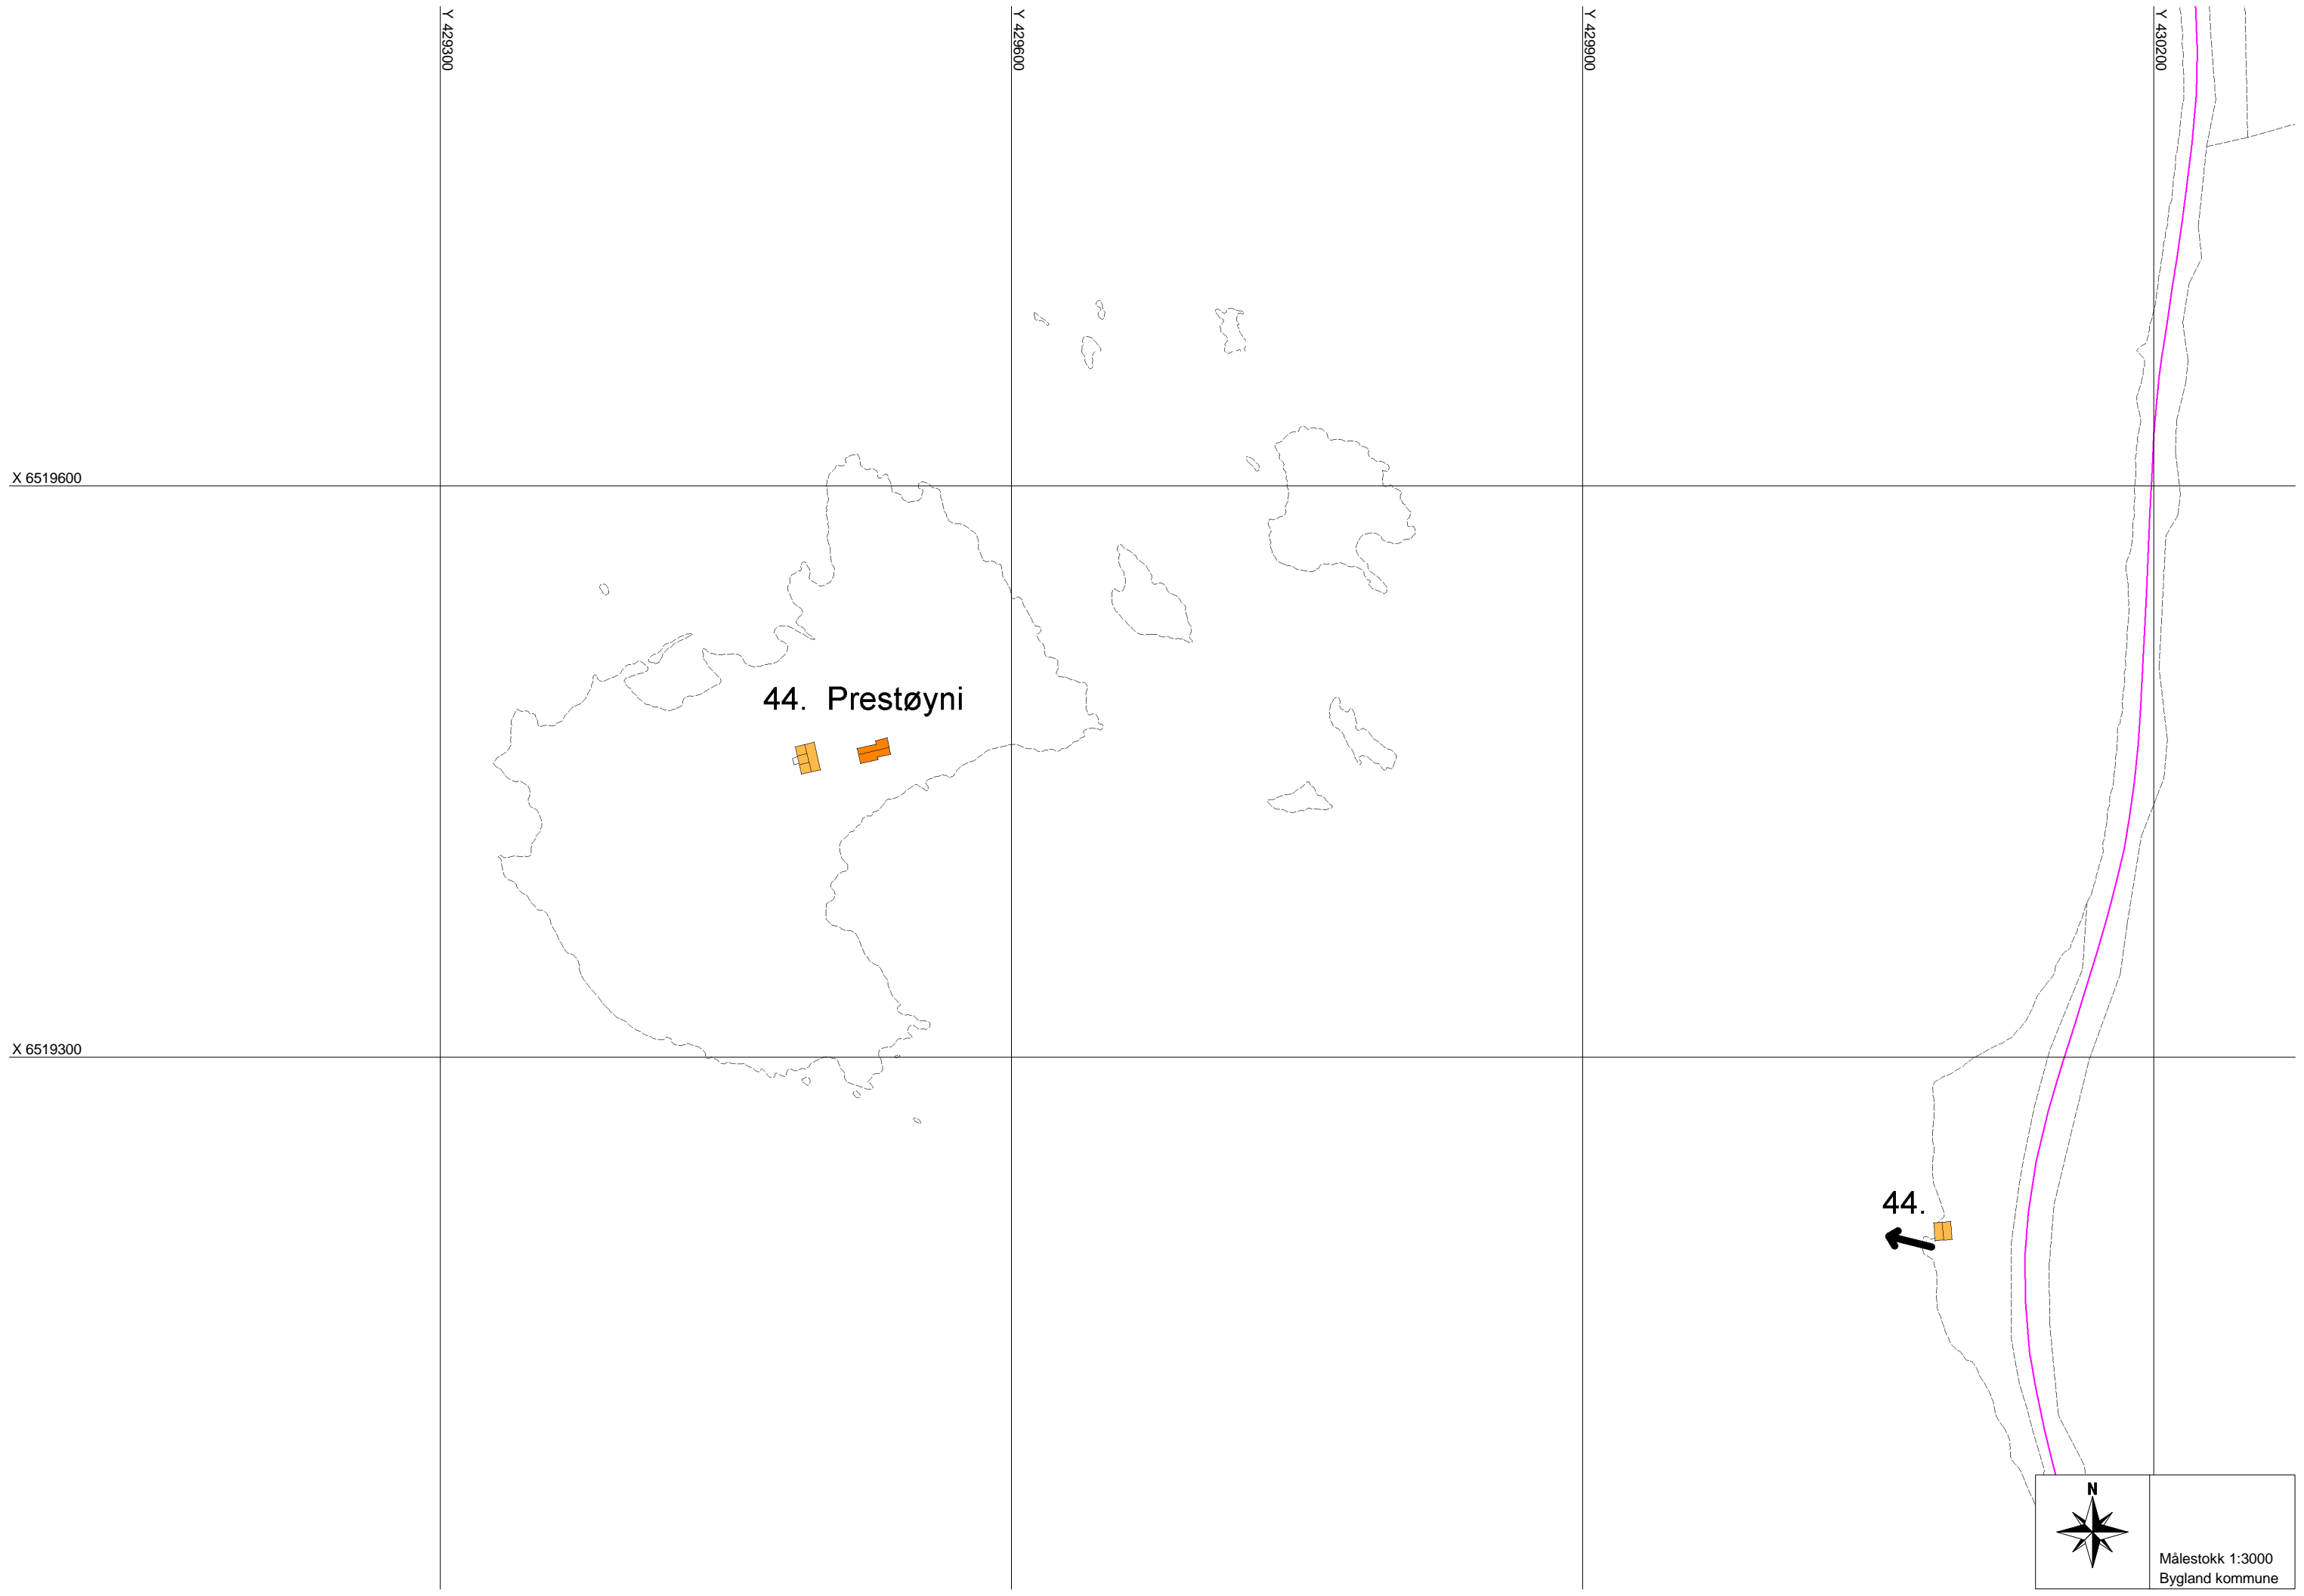 Y 429300
Y 429600
Y 429900
Y 430200
X 6519600
44. Prestøyni
X 6519300
44.
N
Målestokk 1:3000
Bygland kommune